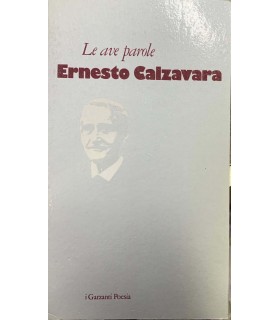 Le ave parole
Ernesto Calzavara
i Garzanti Poesia